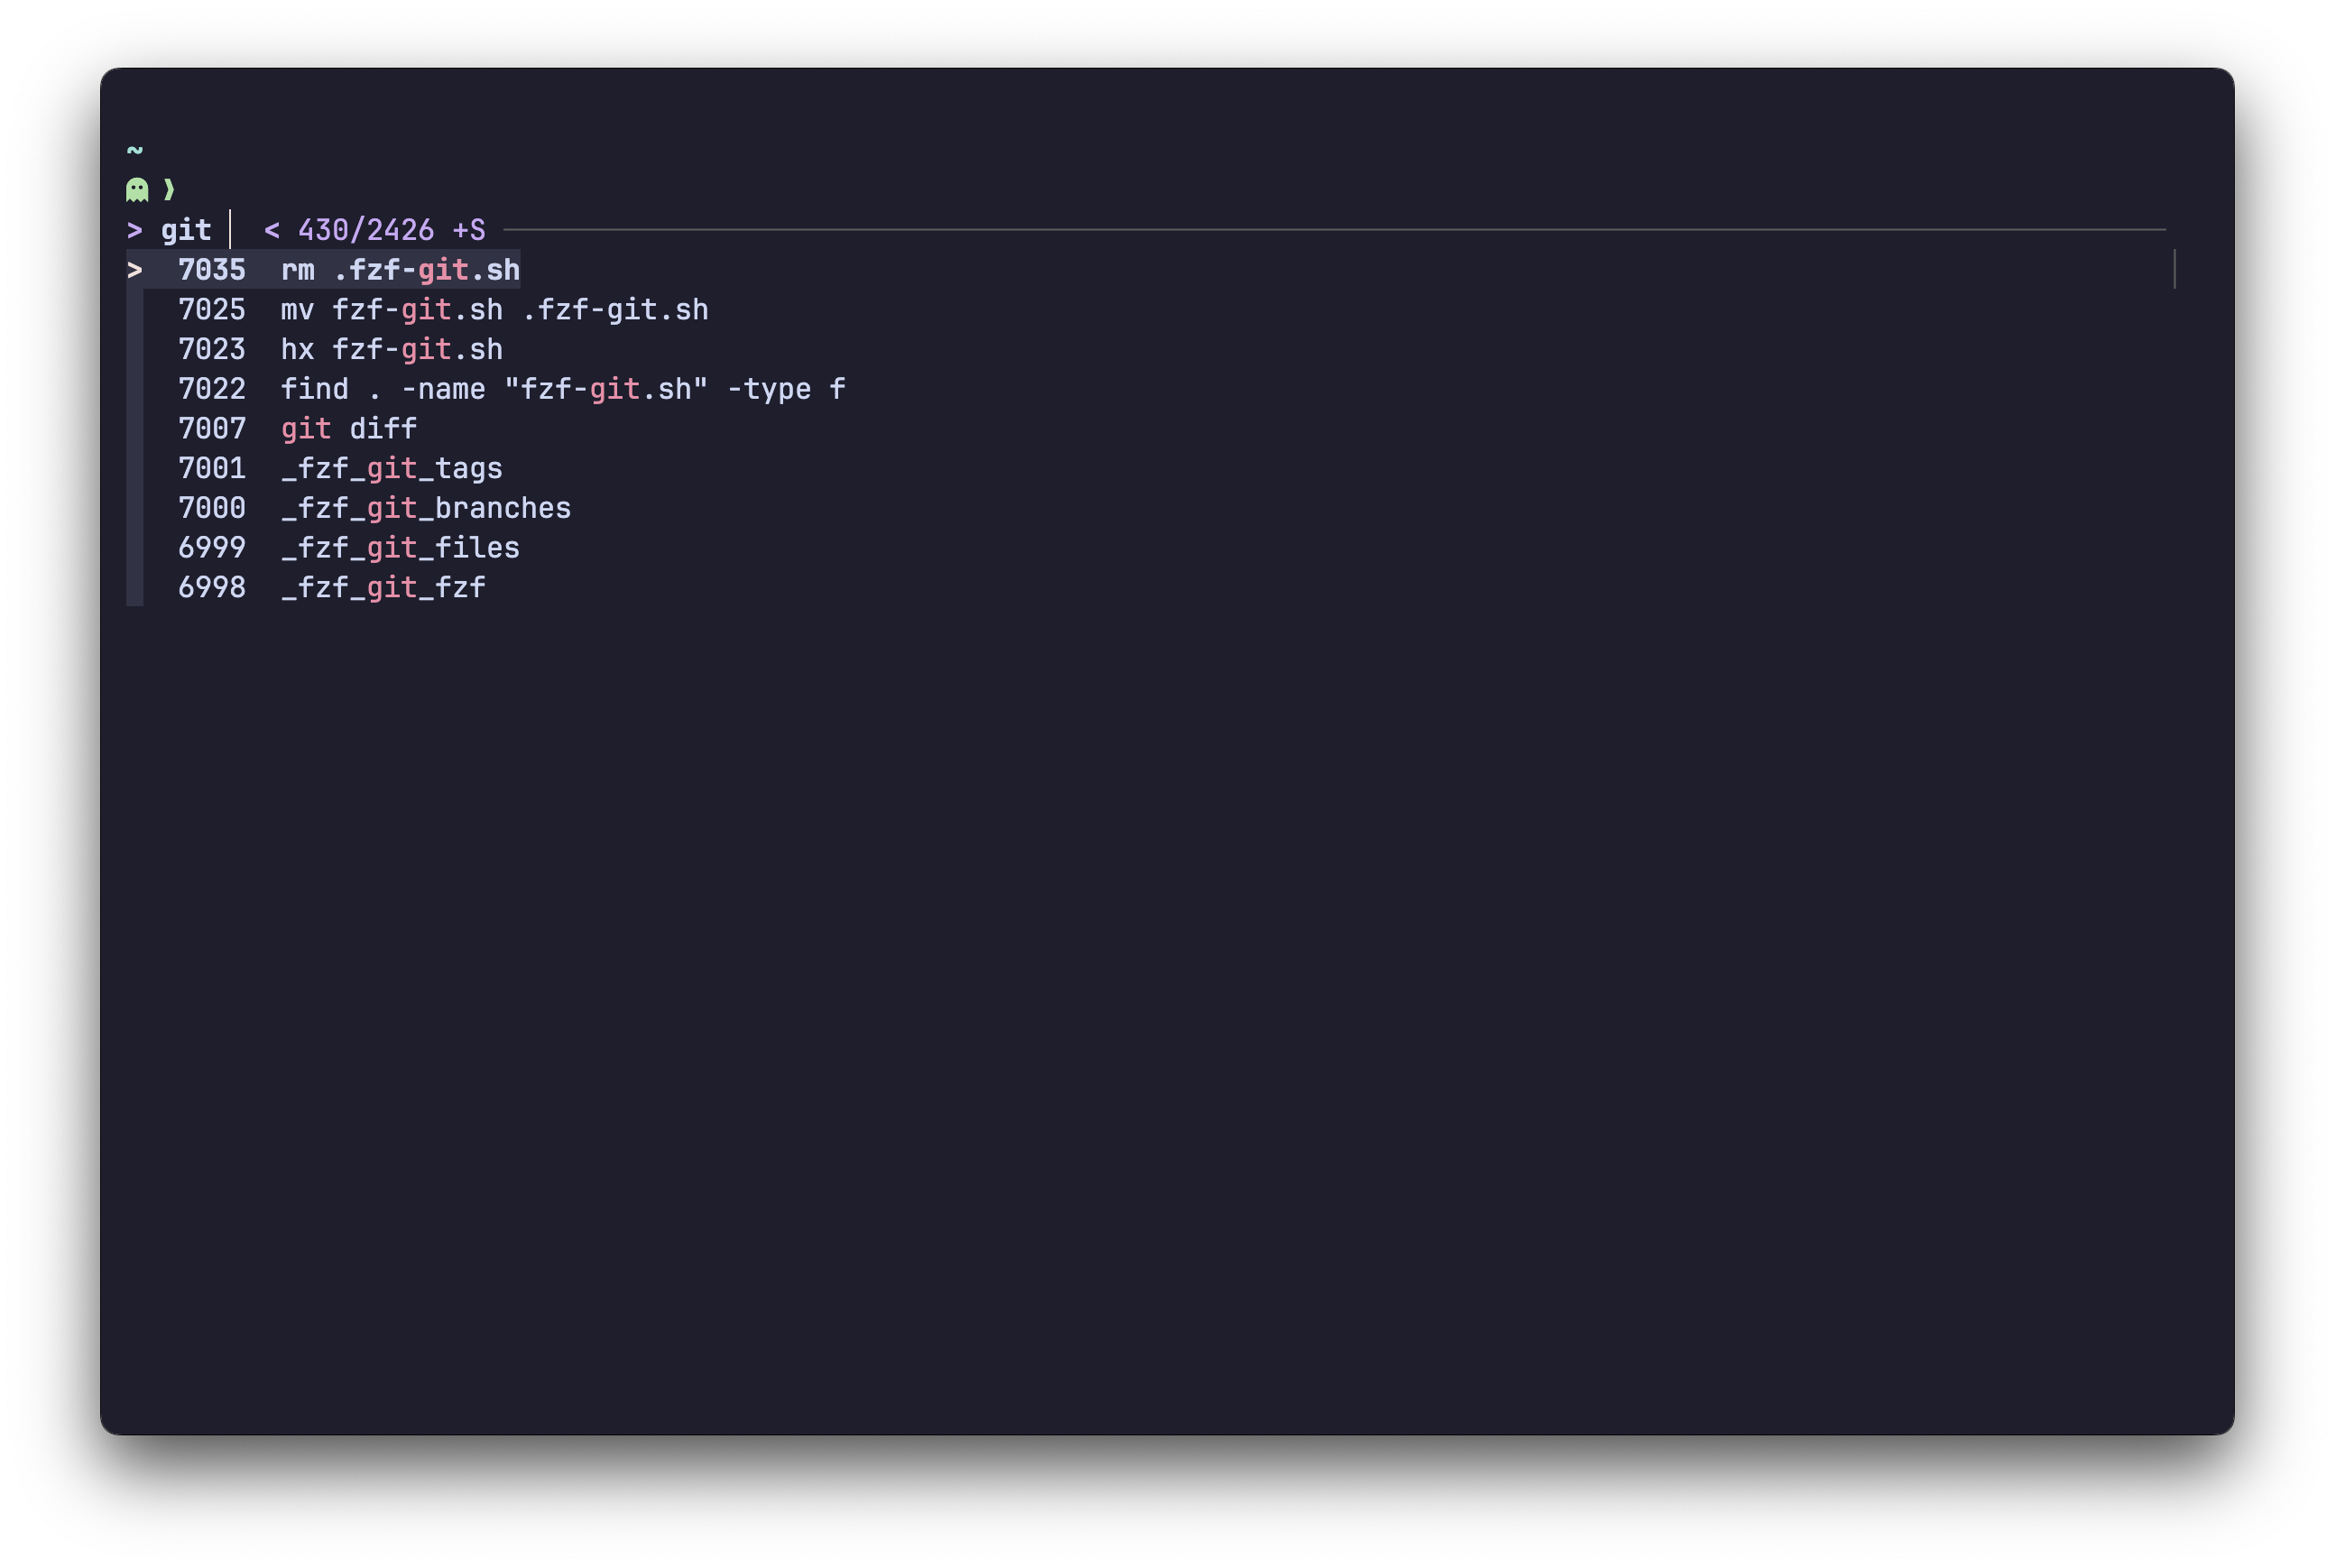 ~
❯
> git < 430/2426 +S
> 7035 rm .fzf-git.sh
7025 mv fzf-git.sh .fzf-git.sh
7023 hx fzf-git.sh
7022 find . -name "fzf-git.sh" -type f
7007 git diff
7001 _fzf_git_tags
7000 _fzf_git_branches
6999 _fzf_git_files
6998 _fzf_git_fzf